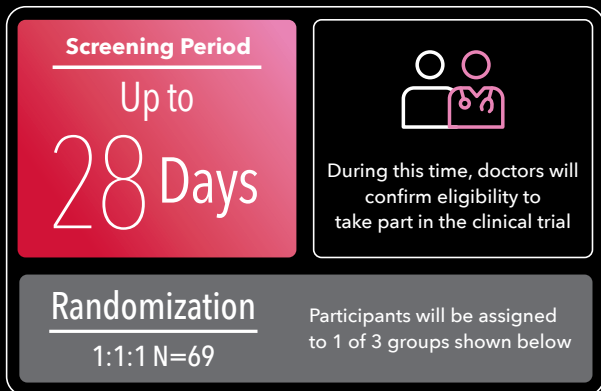 Screening Period
Up to
28 Days
During this time, doctors will
confirm eligibility to
take part in the clinical trial
Randomization
1:1:1 N=69
Participants will be assigned
to 1 of 3 groups shown below